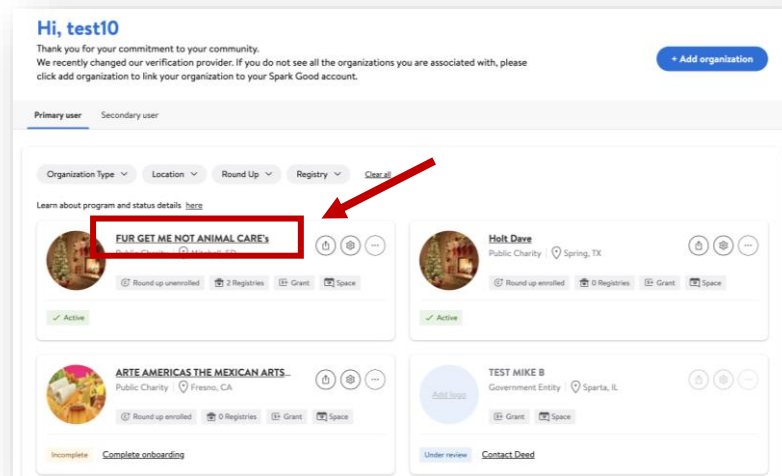 Hi, test10
Thank you for your commitment to your community.
We recently changed our verification provider. If you do not see all the organizations you are associated with, please
click add organization to link your organization to your Spark Good account.
+ Add organization
Primary user Secondary user
Organization Type Location Round Up Registry Clear all
Learn about program and status details here
FUR GET ME NOT ANIMAL CARE's
Public Charity
Round up unenrolled 2 Registries Grant Space
✓ Active
Holt Dave
Public Charity | Spring, TX
Round up enrolled 0 Registries Grant Space
✓ Active
ARTE AMERICAS THE MEXICAN ARTS...
Public Charity | Fresno, CA
Round up enrolled 0 Registries Grant Space
Incomplete Complete onboarding
Add logo
TEST MIKE B
Government Entity | Sparta, IL
Grant Space
Under review Contact Deed